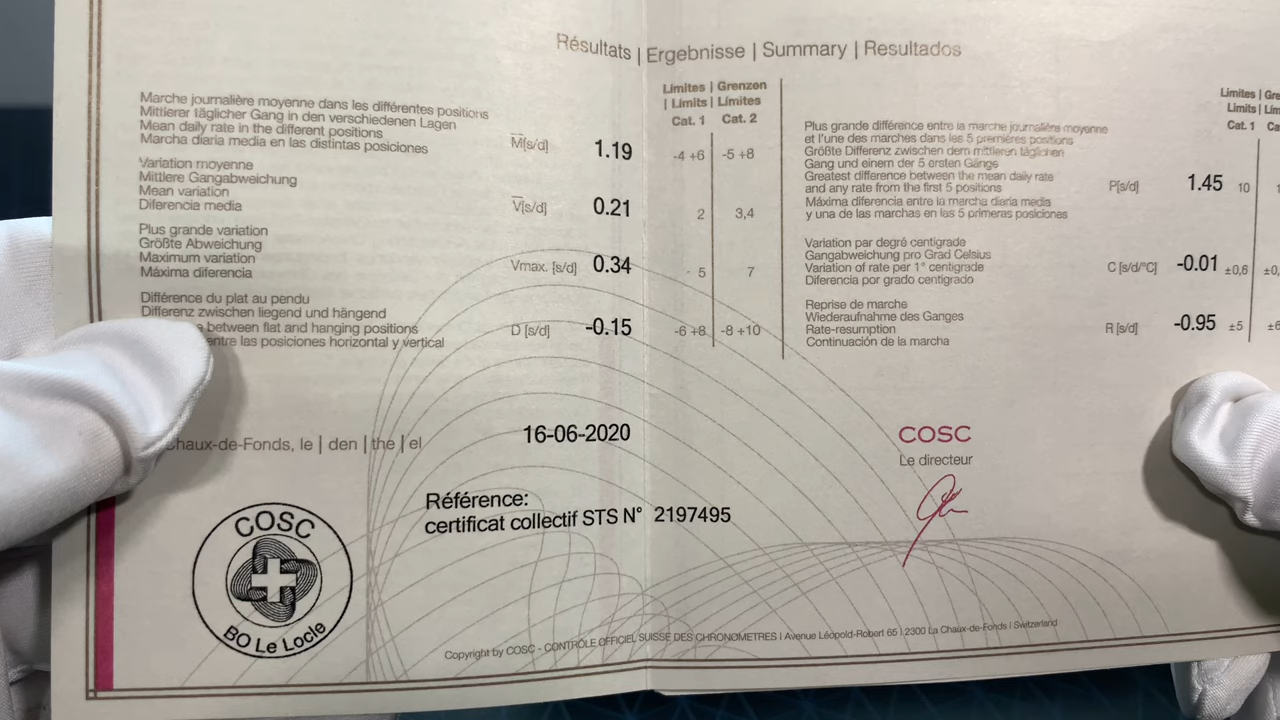 Résultats | Ergebnisse | Summary | Resultados
Limites | Grenzen
| Limits | Límites
Cat. 1 Cat. 2
Marche journalière moyenne dans les différentes positions
Mittlerer täglicher Gang in den verschiedenen Lagen
Mean daily rate in the different positions
Marcha diaria media en las distintas posiciones
M[s/d] 1.19 -4 +6 -5 +8
Variation moyenne
Mittlere Gangabweichung
Mean variation
Diferencia media
V[s/d] 0.21 2 3,4
Plus grande variation
Größte Abweichung
Maximum variation
Máxima diferencia
Vmax. [s/d] 0.34 5 7
Différence du plat au pendu
Differenz zwischen liegend und hängend
between flat and hanging positions
entre las posiciones horizontal y vertical
D [s/d] -0.15 -6 +8 -8 +10
Limites |
Limits |
Cat. 1
Plus grande différence entre la marche journalière moyenne
et l'une des marches dans les 5 premières positions
Größte Differenz zwischen dem mittleren täglichen
Gang und einem der 5 ersten Gänge
Greatest difference between the mean daily rate
and any rate from the first 5 positions
Máxima diferencia entre la marcha diaria media
y una de las marchas en las 5 primeras posiciones
P[s/d] 1.45 10
Variation par degré centigrade
Gangabweichung pro Grad Celsius
Variation of rate per 1° centigrade
Diferencia por grado centigrado
C [s/d/°C] -0.01 ±0,6
Reprise de marche
Wiederaufnahme des Ganges
Rate-resumption
Continuación de la marcha
R [s/d] -0.95 ±5
haux-de-Fonds, le | den | the | el 16-06-2020
COSC
Le directeur
Référence:
certificat collectif STS N° 2197495
COSC
BO Le Locle
Copyright by COSC - CONTRÔLE OFFICIEL SUISSE DES CHRONOMÈTRES | Avenue Léopold-Robert 65 | 2300 La Chaux-de-Fonds | Switzerland